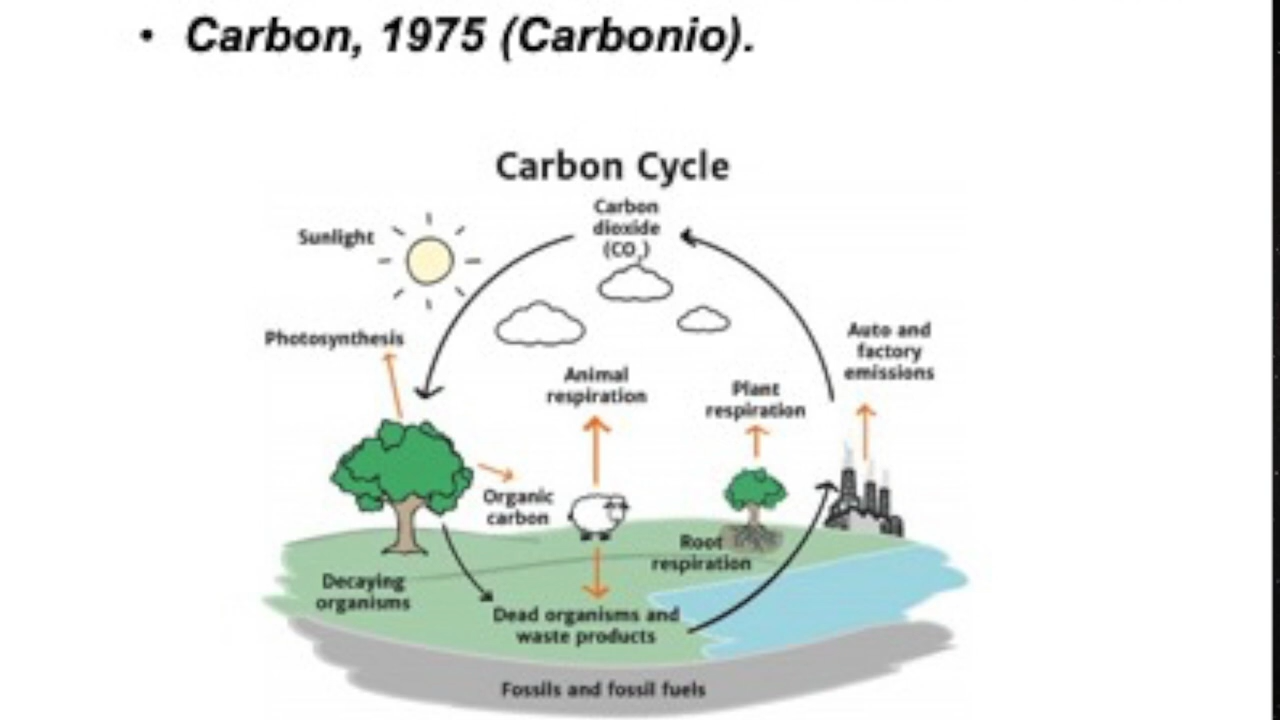 • Carbon, 1975 (Carbonio).
Carbon Cycle
Carbon
dioxide
(CO₂)
Sunlight
Photosynthesis
Auto and
factory
emissions
Animal
respiration
Plant
respiration
Organic
carbon
Root
respiration
Decaying
organisms
Dead organisms and
waste products
Fossils and fossil fuels